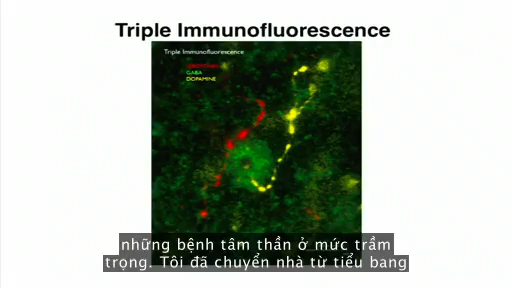 Triple Immunofluorescence
Triple Immunofluorescence
GABA
DOPAMINE
những bệnh tâm thần ở mức trầm
trọng. Tôi đã chuyển nhà từ tiểu bang